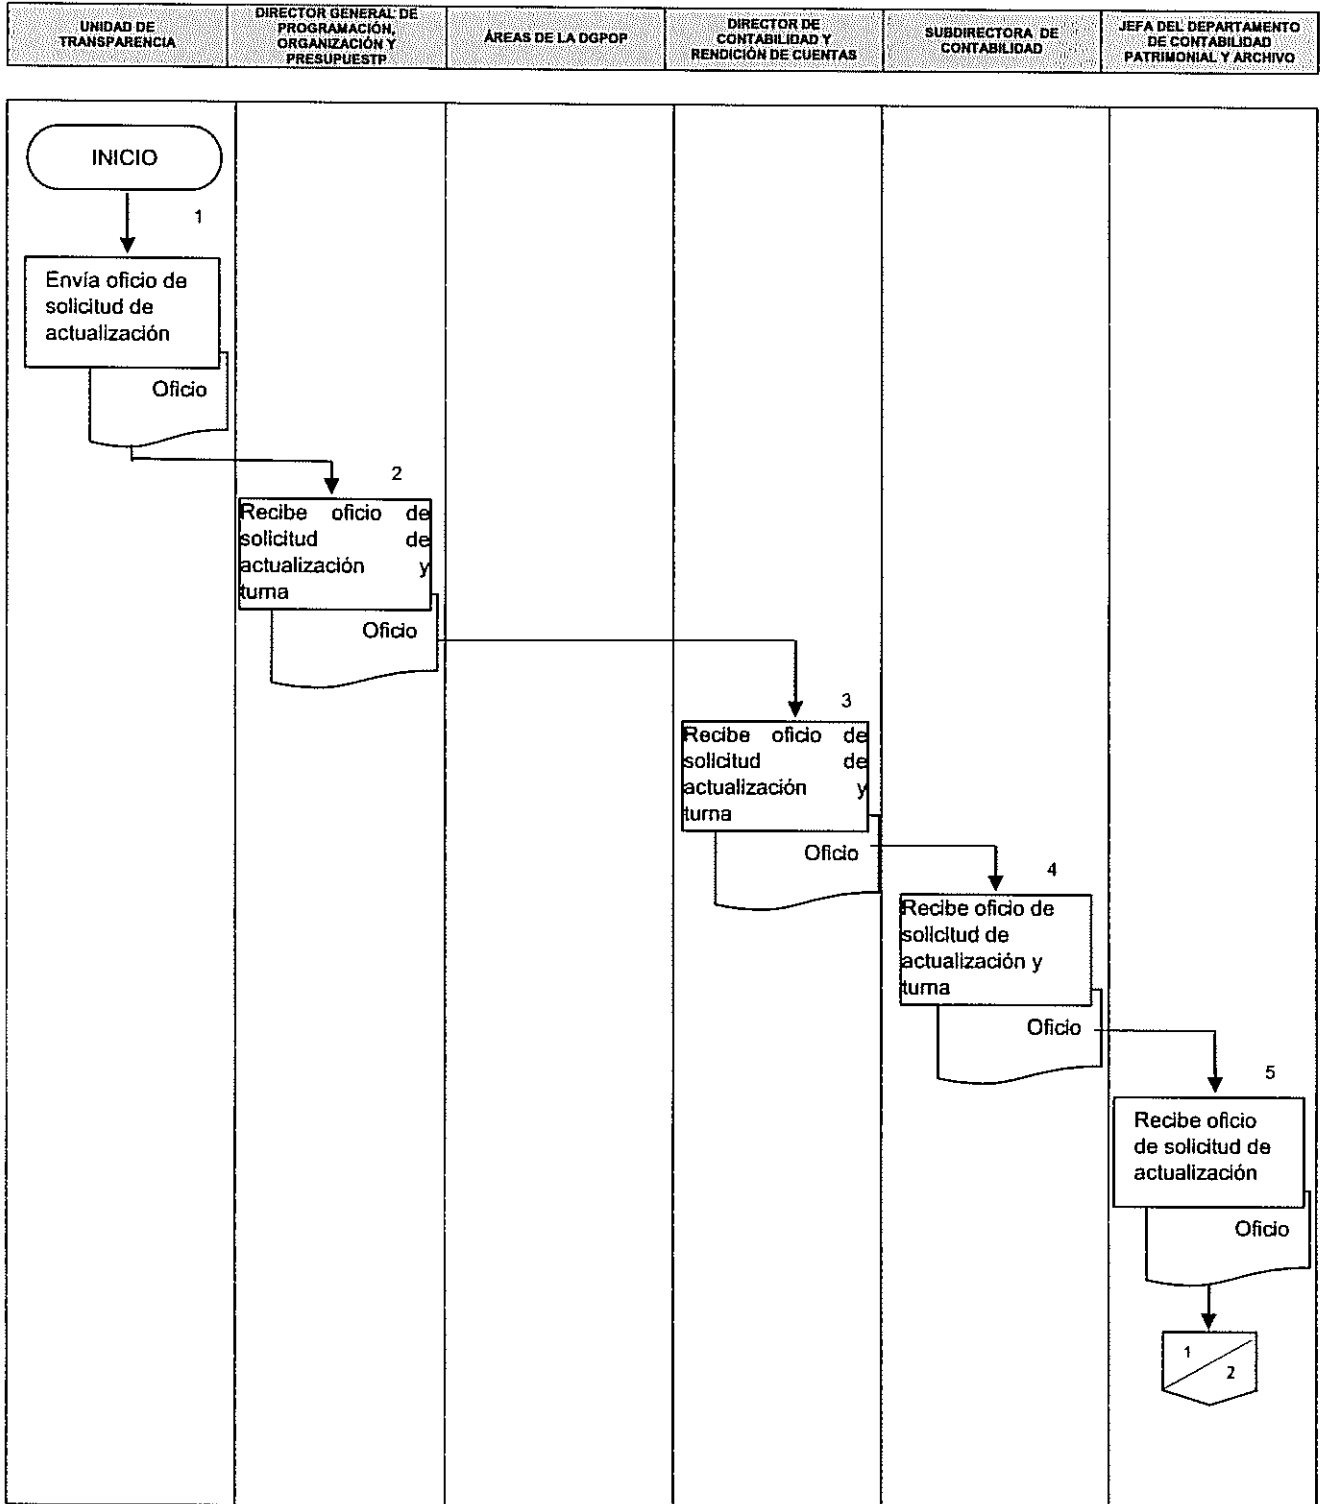 UNIDAD DE
TRANSPARENCIA
DIRECTOR GENERAL DE
PROGRAMACIÓN,
ORGANIZACIÓN Y
PRESUPUESTP
ÁREAS DE LA DGPOP
DIRECTOR DE
CONTABILIDAD Y
RENDICIÓN DE CUENTAS
SUBDIRECTORA DE
CONTABILIDAD
JEFA DEL DEPARTAMENTO
DE CONTABILIDAD
PATRIMONIAL Y ARCHIVO
INICIO
1
Envía oficio de
solicitud de
actualización
Oficio
2
Recibe oficio de
solicitud de
actualización y
turna
Oficio
3
Recibe oficio de
solicitud de
actualización y
turna
Oficio
4
Recibe oficio de
solicitud de
actualización y
turna
Oficio
5
Recibe oficio
de solicitud de
actualización
Oficio
1
2